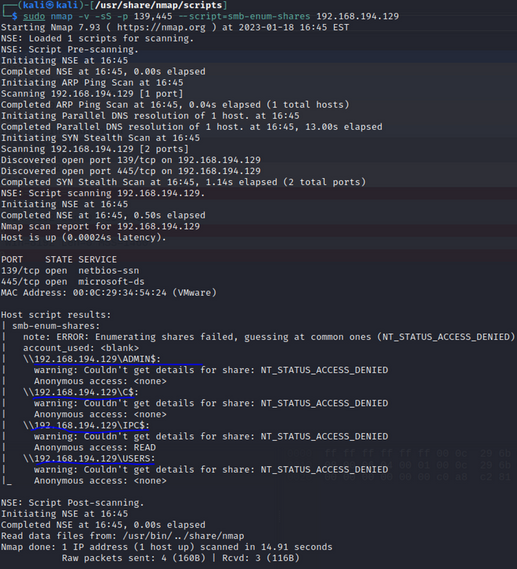 (kali㉿kali)-[/usr/share/nmap/scripts]
$ sudo nmap -v -sS -p 139,445 --script=smb-enum-shares 192.168.194.129
Starting Nmap 7.93 ( https://nmap.org ) at 2023-01-18 16:45 EST
NSE: Loaded 1 scripts for scanning.
NSE: Script Pre-scanning.
Initiating NSE at 16:45
Completed NSE at 16:45, 0.00s elapsed
Initiating ARP Ping Scan at 16:45
Scanning 192.168.194.129 [1 port]
Completed ARP Ping Scan at 16:45, 0.04s elapsed (1 total hosts)
Initiating Parallel DNS resolution of 1 host. at 16:45
Completed Parallel DNS resolution of 1 host. at 16:45, 13.00s elapsed
Initiating SYN Stealth Scan at 16:45
Scanning 192.168.194.129 [2 ports]
Discovered open port 139/tcp on 192.168.194.129
Discovered open port 445/tcp on 192.168.194.129
Completed SYN Stealth Scan at 16:45, 1.14s elapsed (2 total ports)
NSE: Script scanning 192.168.194.129.
Initiating NSE at 16:45
Completed NSE at 16:45, 0.50s elapsed
Nmap scan report for 192.168.194.129
Host is up (0.00024s latency).
PORT    STATE SERVICE
139/tcp open  netbios-ssn
445/tcp open  microsoft-ds
MAC Address: 00:0C:29:34:54:24 (VMware)
Host script results:
| smb-enum-shares:
|   note: ERROR: Enumerating shares failed, guessing at common ones (NT_STATUS_ACCESS_DENIED)
|   account_used: <blank>
|   \\192.168.194.129\ADMIN$:
|     warning: Couldn't get details for share: NT_STATUS_ACCESS_DENIED
|     Anonymous access: <none>
|   \\192.168.194.129\C$:
|     warning: Couldn't get details for share: NT_STATUS_ACCESS_DENIED
|     Anonymous access: <none>
|   \\192.168.194.129\IPC$:
|     warning: Couldn't get details for share: NT_STATUS_ACCESS_DENIED
|     Anonymous access: READ
|   \\192.168.194.129\USERS:
|     warning: Couldn't get details for share: NT_STATUS_ACCESS_DENIED
|_    Anonymous access: <none>
NSE: Script Post-scanning.
Initiating NSE at 16:45
Completed NSE at 16:45, 0.00s elapsed
Read data files from: /usr/bin/../share/nmap
Nmap done: 1 IP address (1 host up) scanned in 14.91 seconds
Raw packets sent: 4 (160B) | Rcvd: 3 (116B)